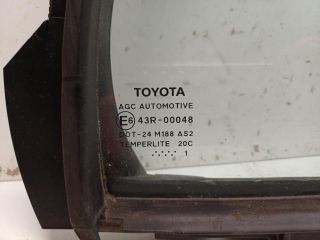 TOYOTA
AGC AUTOMOTIVE
E6 43R-00048
DOT-24 M188 AS2
TEMPERLITE 20C
..... 1